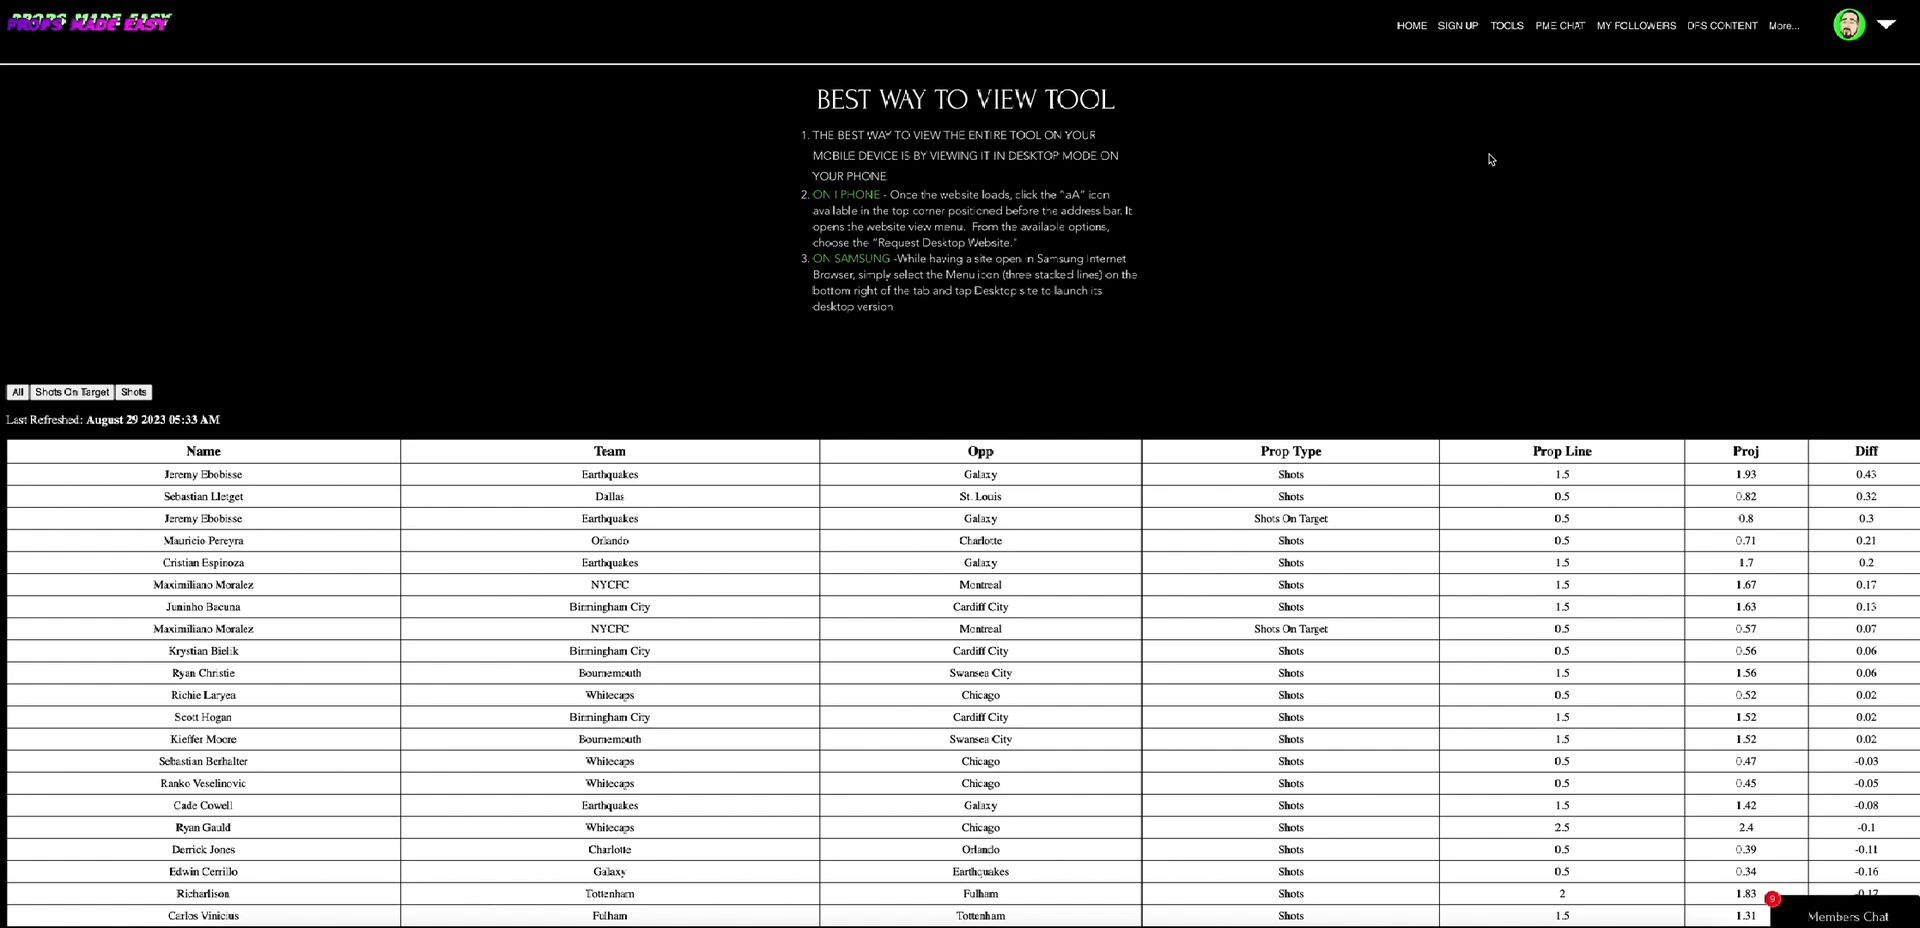 PROPS MADE EASY
HOME SIGN UP TOOLS PME CHAT MY FOLLOWERS DFS CONTENT More...
BEST WAY TO VIEW TOOL
1. THE BEST WAY TO VIEW THE ENTIRE TOOL ON YOUR
MOBILE DEVICE IS BY VIEWING IT IN DESKTOP MODE ON
YOUR PHONE
2. ON I PHONE - Once the website loads, click the "aA" icon
available in the top corner positioned before the address bar. It
opens the website view menu. From the available options,
choose the "Request Desktop Website."
3. ON SAMSUNG -While having a site open in Samsung Internet
Browser, simply select the Menu icon (three stacked lines) on the
bottom right of the tab and tap Desktop site to launch its
desktop version
All Shots On Target Shots
Last Refreshed: August 29 2023 05:33 AM
Name Team Opp Prop Type Prop Line Proj Diff
Jeremy Ebobisse Earthquakes Galaxy Shots 1.5 1.93 0.43
Sebastian Lletget Dallas St. Louis Shots 0.5 0.82 0.32
Jeremy Ebobisse Earthquakes Galaxy Shots On Target 0.5 0.8 0.3
Mauricio Pereyra Orlando Charlotte Shots 0.5 0.71 0.21
Cristian Espinoza Earthquakes Galaxy Shots 1.5 1.7 0.2
Maximiliano Moralez NYCFC Montreal Shots 1.5 1.67 0.17
Juninho Bacuna Birmingham City Cardiff City Shots 1.5 1.63 0.13
Maximiliano Moralez NYCFC Montreal Shots On Target 0.5 0.57 0.07
Krystian Bielik Birmingham City Cardiff City Shots 0.5 0.56 0.06
Ryan Christie Bournemouth Swansea City Shots 1.5 1.56 0.06
Richie Laryea Whitecaps Chicago Shots 0.5 0.52 0.02
Scott Hogan Birmingham City Cardiff City Shots 1.5 1.52 0.02
Kieffer Moore Bournemouth Swansea City Shots 1.5 1.52 0.02
Sebastian Berhalter Whitecaps Chicago Shots 0.5 0.47 -0.03
Ranko Veselinovic Whitecaps Chicago Shots 0.5 0.45 -0.05
Cade Cowell Earthquakes Galaxy Shots 1.5 1.42 -0.08
Ryan Gauld Whitecaps Chicago Shots 2.5 2.4 -0.1
Derrick Jones Charlotte Orlando Shots 0.5 0.39 -0.11
Edwin Cerrillo Galaxy Earthquakes Shots 0.5 0.34 -0.16
Richarlison Tottenham Fulham Shots 2 1.83 -0.17
Carlos Vinicius Fulham Tottenham Shots 1.5 1.31
9
Members Chat